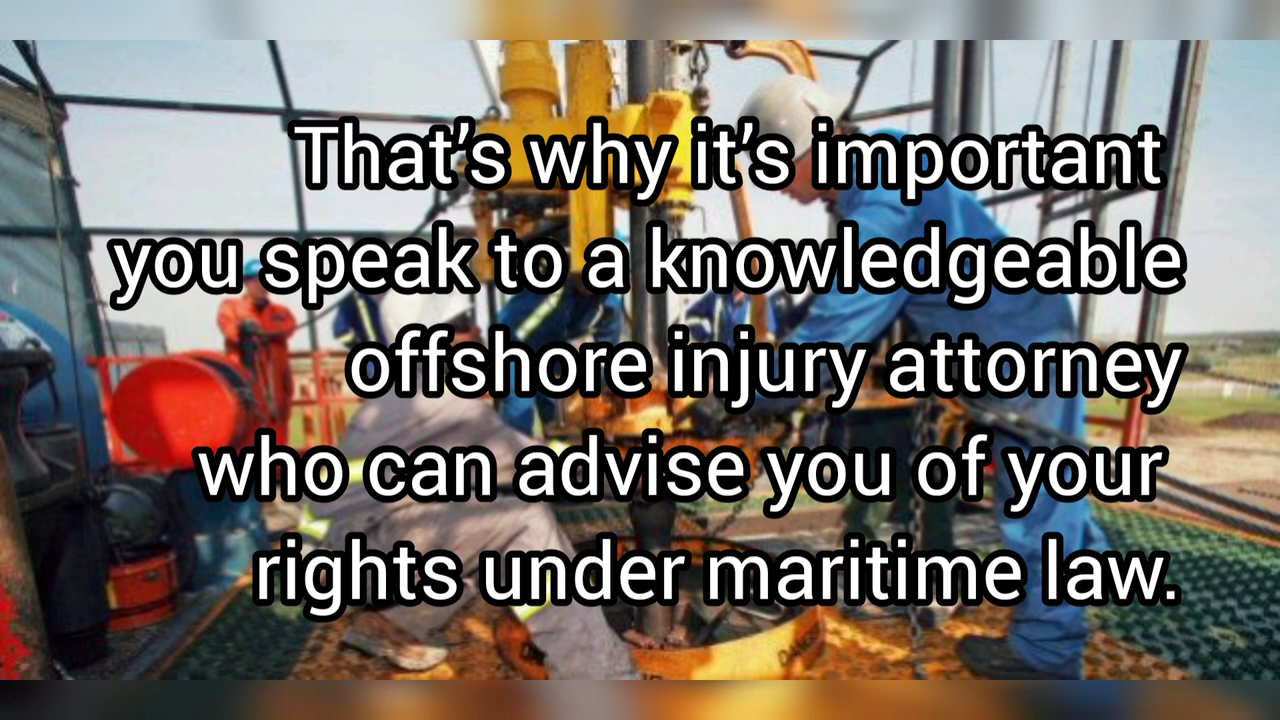 That’s why it’s important
you speak to a knowledgeable
offshore injury attorney
who can advise you of your
rights under maritime law.